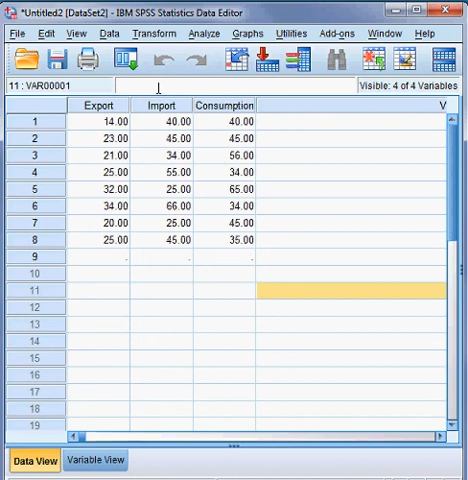 *Untitled2 [DataSet2] - IBM SPSS Statistics Data Editor
File Edit View Data Transform Analyze Graphs Utilities Add-ons Window Help
11 : VAR00001 Visible: 4 of 4 Variables
Export Import Consumption V
1 14.00 40.00 40.00
2 23.00 45.00 45.00
3 21.00 34.00 56.00
4 25.00 55.00 34.00
5 32.00 25.00 65.00
6 34.00 66.00 34.00
7 20.00 25.00 45.00
8 25.00 45.00 35.00
9 . . .
10
11
12
13
14
15
16
17
18
19
Data View Variable View